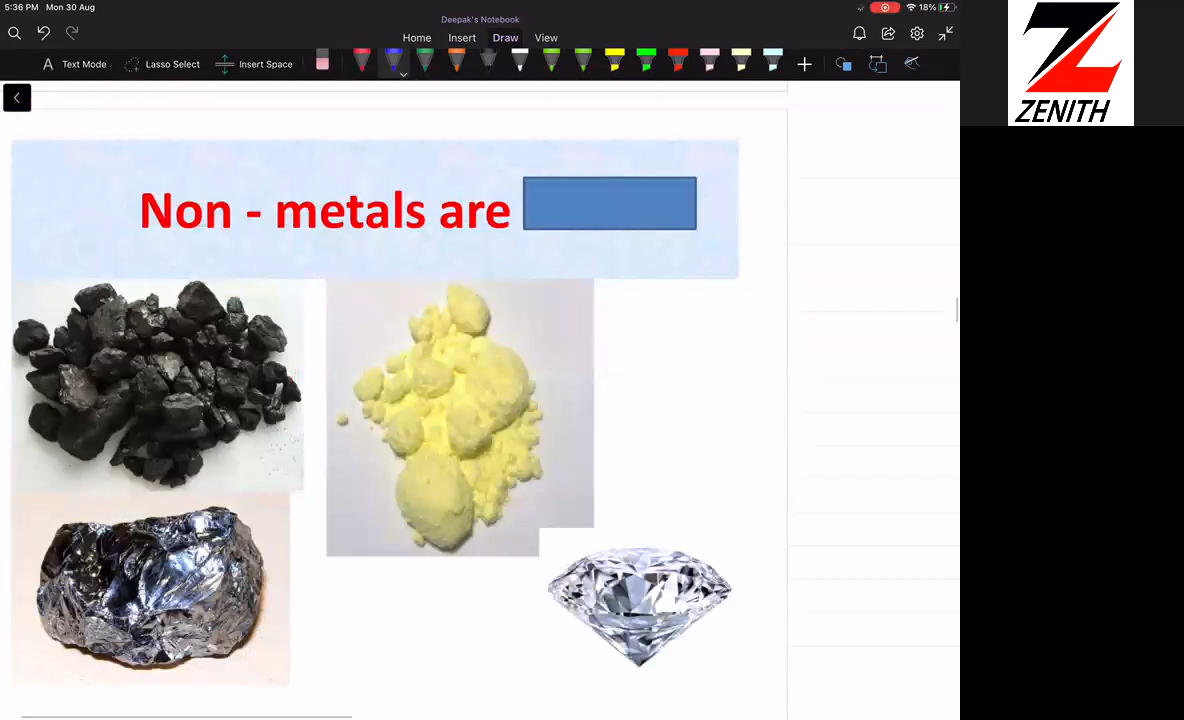 5:36 PM Mon 30 Aug
18%
Deepak's Notebook
Home Insert Draw View
Text Mode Lasso Select Insert Space
Non - metals are
ZENITH